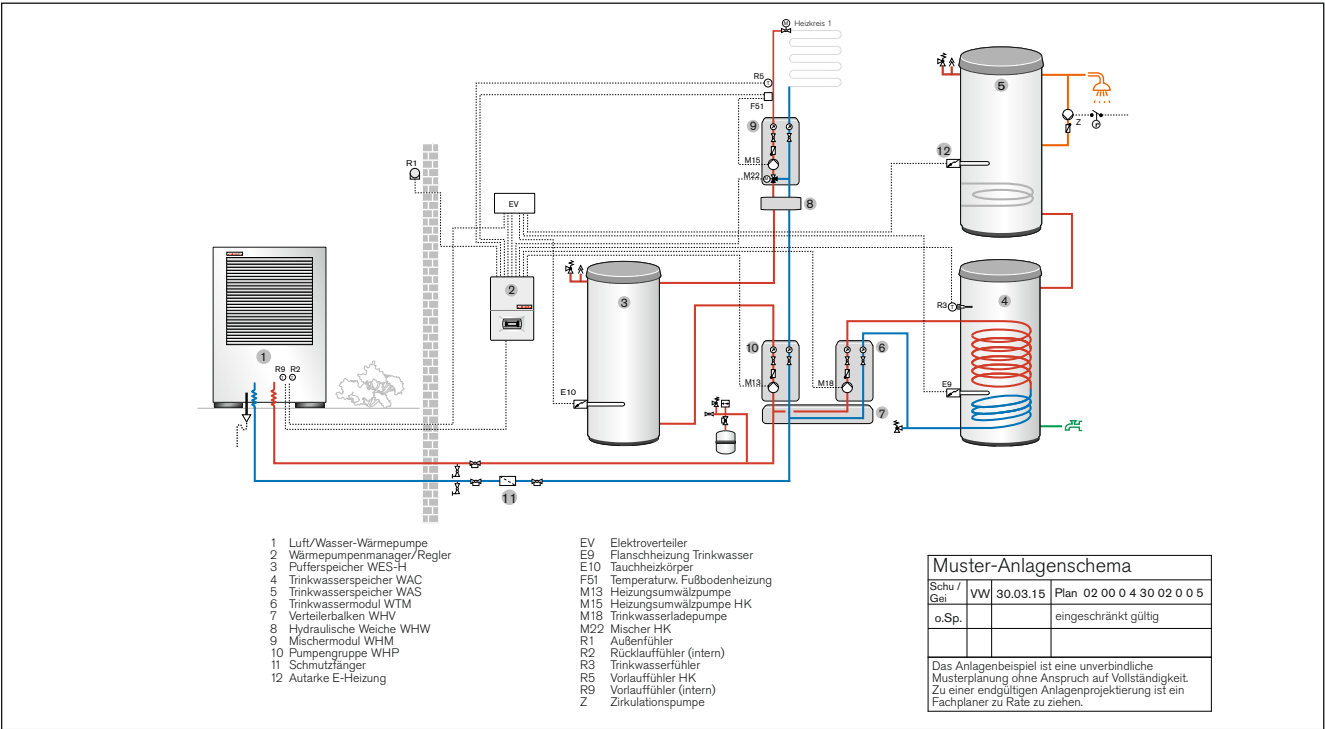 M Heizkreis 1
R5 T
F51
9
M15
M22 M
8
5
Z
12
R1
EV
2
3
R3 T
4
1
R9 R2
T T
10
6
M13
M18
E10
E9
7
11
1 Luft/Wasser-Wärmepumpe
2 Wärmepumpenmanager/Regler
3 Pufferspeicher WES-H
4 Trinkwasserspeicher WAC
5 Trinkwasserspeicher WAS
6 Trinkwassermodul WTM
7 Verteilerbalken WHV
8 Hydraulische Weiche WHW
9 Mischermodul WHM
10 Pumpengruppe WHP
11 Schmutzfänger
12 Autarke E-Heizung
EV Elektroverteiler
E9 Flanschheizung Trinkwasser
E10 Tauchheizkörper
F51 Temperaturw. Fußbodenheizung
M13 Heizungsumwälzpumpe
M15 Heizungsumwälzpumpe HK
M18 Trinkwasserladepumpe
M22 Mischer HK
R1 Außenfühler
R2 Rücklauffühler (intern)
R3 Trinkwasserfühler
R5 Vorlauffühler HK
R9 Vorlauffühler (intern)
Z Zirkulationspumpe
Muster-Anlagenschema
Schu / Gei VW 30.03.15 Plan 02 00 0 4 30 02 0 0 5
o.Sp. eingeschränkt gültig
Das Anlagenbeispiel ist eine unverbindliche
Musterplanung ohne Anspruch auf Vollständigkeit.
Zu einer endgültigen Anlagenprojektierung ist ein
Fachplaner zu Rate zu ziehen.